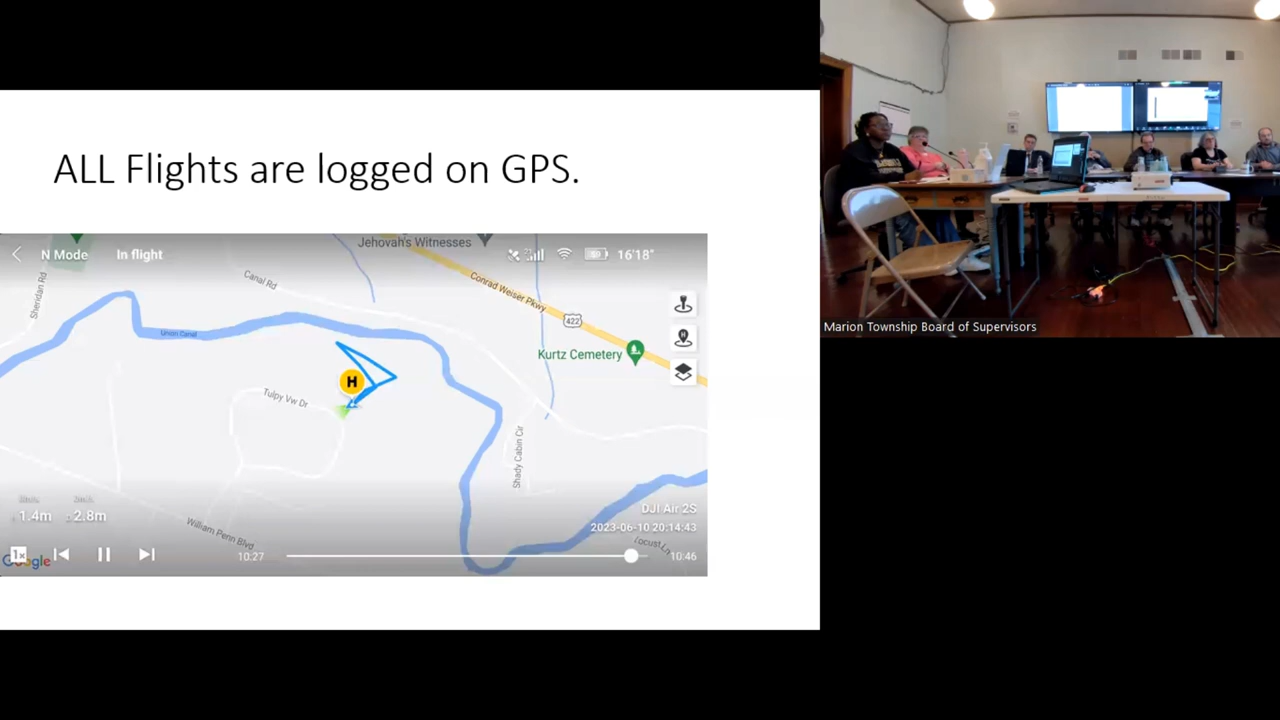 ALL Flights are logged on GPS.
N Mode
In flight
16'18"
Jehovah's Witnesses
Sheridan Rd
Canal Rd
Conrad Weiser Pkwy
422
Union Canal
Kurtz Cemetery
H
Tulpy Vw Dr
Shady Cabin Cir
1.4m
2.8m
William Penn Blvd
DJI Air 2S
2023-06-10 20:14:43
Locust Ln
1x
10:27
10:46
Google
Marion Township Board of Supervisors